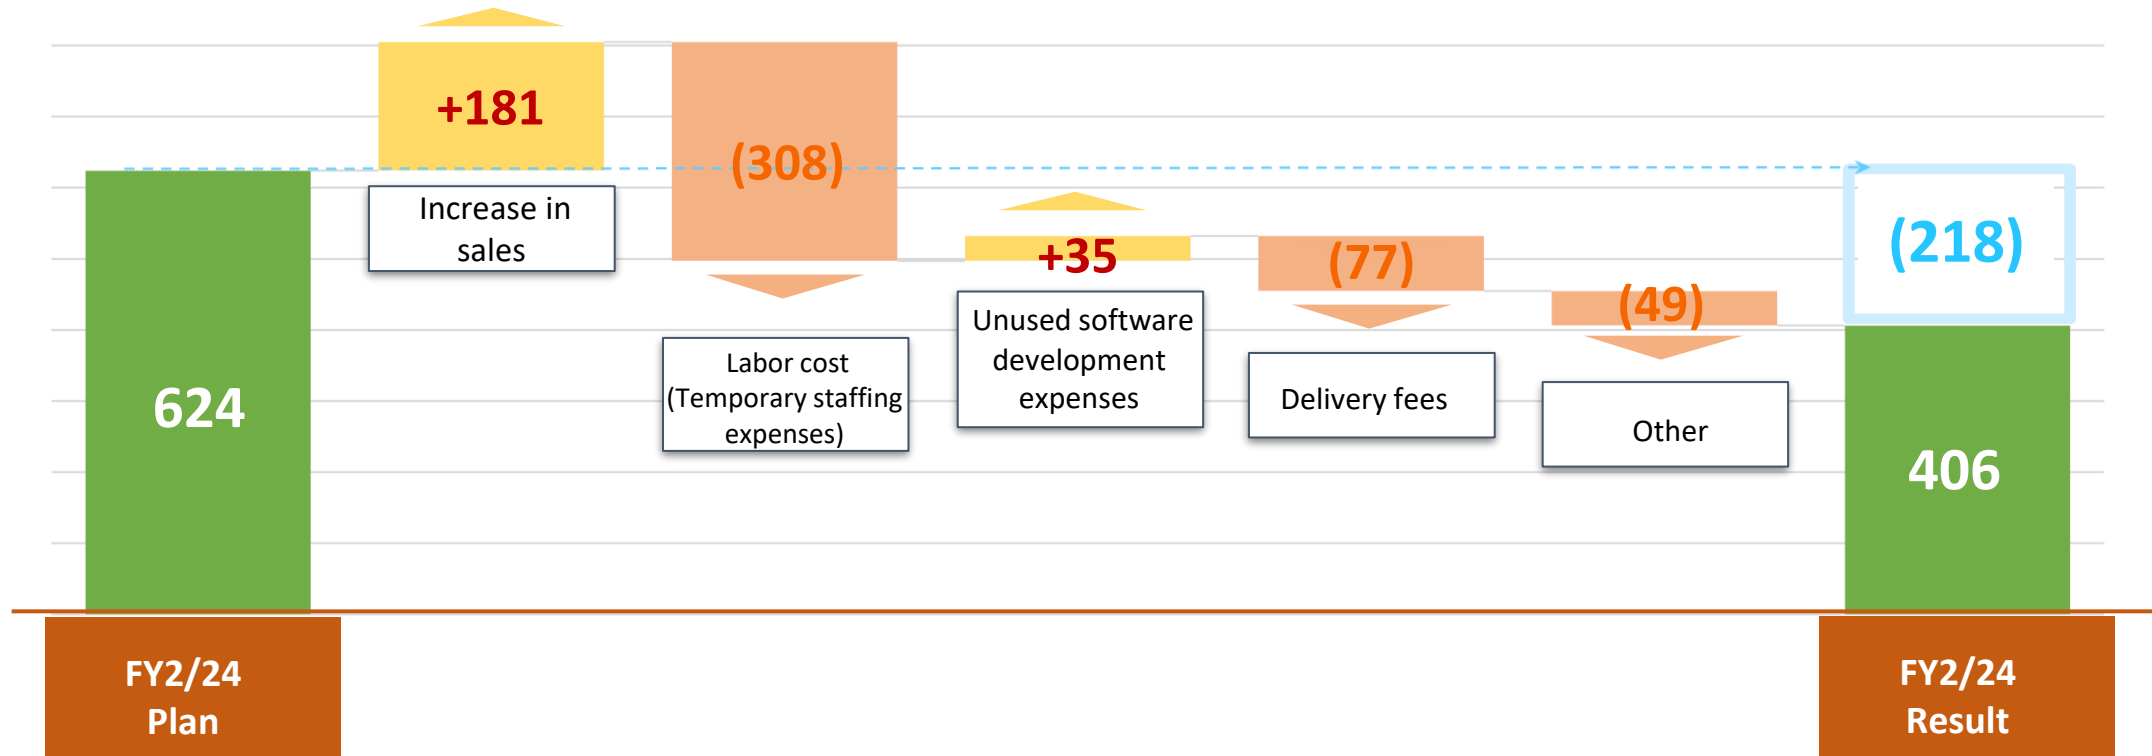 +181
(308)
Increase in
sales
+35
(77)
(49)
(218)
Labor cost
(Temporary staffing
expenses)
Unused software
development
expenses
Delivery fees
Other
624
406
FY2/24
Plan
FY2/24
Result